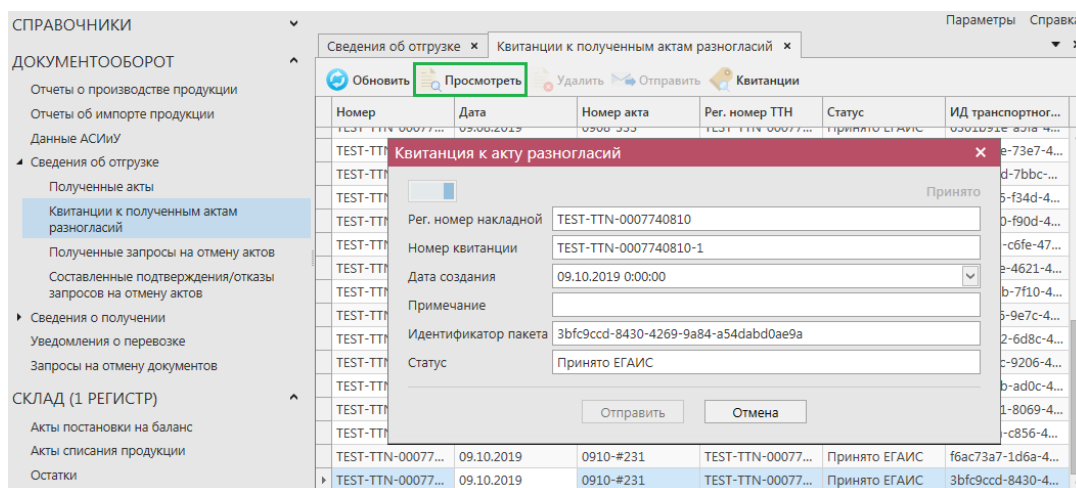 Параметры Справка
СПРАВОЧНИКИ
Сведения об отгрузке × Квитанции к полученным актам разногласий ×
ДОКУМЕНТООБОРОТ
Обновить Просмотреть Удалить Отправить Квитанции
Отчеты о производстве продукции
Отчеты об импорте продукции
Данные АСИиУ
Сведения об отгрузке
Полученные акты
Квитанции к полученным актам
разногласий
Полученные запросы на отмену актов
Составленные подтверждения/отказы
запросов на отмену актов
Сведения о получении
Уведомления о перевозке
Запросы на отмену документов
СКЛАД (1 РЕГИСТР)
Акты постановки на баланс
Акты списания продукции
Остатки
Номер Дата Номер акта Рег. номер ТТН Статус ИД транспортног...
Квитанция к акту разногласий ×
Принято
Рег. номер накладной TEST-TTN-0007740810
Номер квитанции TEST-TTN-0007740810-1
Дата создания 09.10.2019 0:00:00
Примечание
Идентификатор пакета 3bfc9ccd-8430-4269-9a84-a54dabd0ae9a
Статус Принято ЕГАИС
Отправить Отмена
TEST-TTN-00077... 09.10.2019 0910-#231 TEST-TTN-00077... Принято ЕГАИС f6ac73a7-1d6a-4...
TEST-TTN-00077... 09.10.2019 0910-#231 TEST-TTN-00077... Принято ЕГАИС 3bfc9ccd-8430-4...